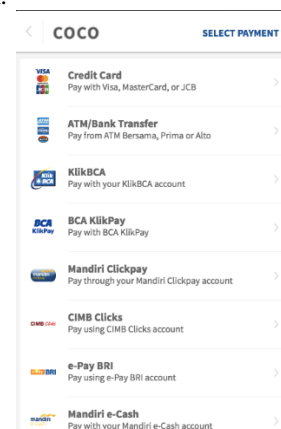 COCO
SELECT PAYMENT
VISA
Credit Card
Pay with Visa, MasterCard, or JCB
ATM/Bank Transfer
Pay from ATM Bersama, Prima or Alto
Klik
BCA
KlikBCA
Pay with your KlikBCA account
BCA
KlikPay
BCA KlikPay
Pay with BCA KlikPay
Mandiri Clickpay
Pay through your Mandiri Clickpay account
CIMB Clicks
CIMB Clicks
Pay using CIMB Clicks account
BRI
e-Pay BRI
Pay using e-Pay BRI account
mandiri
Mandiri e-Cash
Pay with your Mandiri e-Cash account